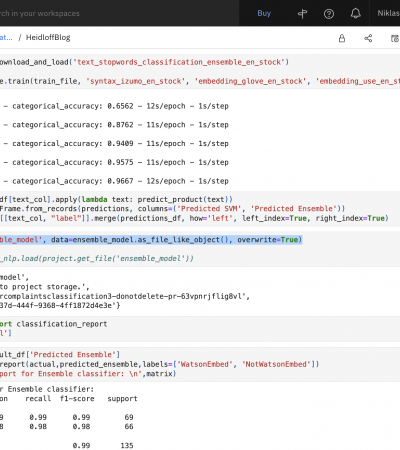 rch in your workspaces
Buy
Niklas
at... / HeidloffBlog
ownload_and_load('text_stopwords_classification_ensemble_en_stock')
e.train(train_file, 'syntax_izumo_en_stock', 'embedding_glove_en_stock', 'embedding_use_en_sto
- categorical_accuracy: 0.6562 - 12s/epoch - 1s/step
- categorical_accuracy: 0.8762 - 11s/epoch - 1s/step
- categorical_accuracy: 0.9409 - 11s/epoch - 1s/step
- categorical_accuracy: 0.9575 - 11s/epoch - 1s/step
- categorical_accuracy: 0.9667 - 12s/epoch - 1s/step
df[text_col].apply(lambda text: predict_product(text))
Frame.from_records(predictions, columns=('Predicted SVM', 'Predicted Ensemble'))
[[text_col, "label"]].merge(predictions_df, how='left', left_index=True, right_index=True)
ble_model', data=ensemble_model.as_file_like_object(), overwrite=True)
_nlp.load(project.get_file('ensemble_model'))
model',
to project storage.',
rcomplaintsclassification3-donotdelete-pr-63vpnrjflig8vl',
37d-444f-9368-4ff1872d4e3e'}
port classification_report
l']
ult_df['Predicted Ensemble']
report(actual,predicted_ensemble,labels=['WatsonEmbed', 'NotWatsonEmbed'])
port for Ensemble classifier: \n',matrix)
r Ensemble classifier:
on recall f1-score support
9 0.99 0.99 69
8 0.98 0.98 66
0.99 135